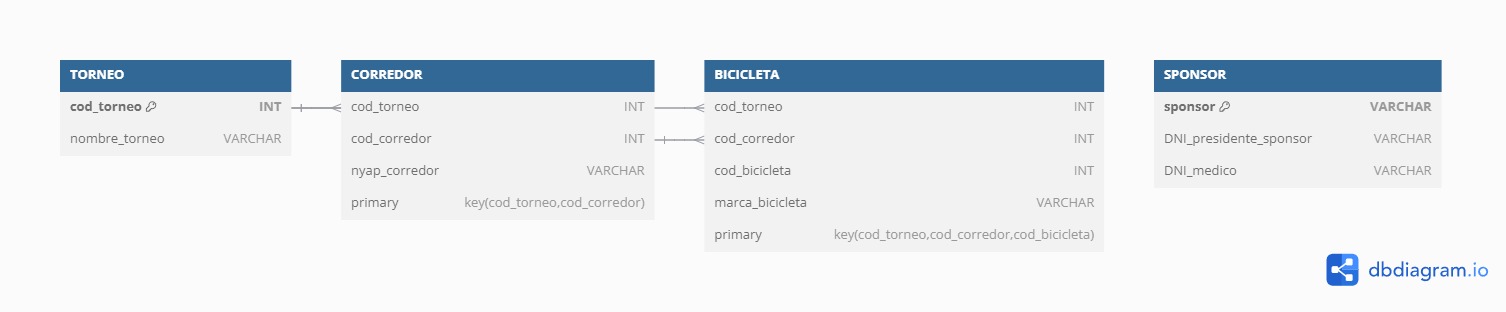 TORNEO
cod_torneo INT
nombre_torneo VARCHAR
CORREDOR
cod_torneo INT
cod_corredor INT
nyap_corredor VARCHAR
primary key(cod_torneo,cod_corredor)
BICICLETA
cod_torneo INT
cod_corredor INT
cod_bicicleta INT
marca_bicicleta VARCHAR
primary key(cod_torneo,cod_corredor,cod_bicicleta)
SPONSOR
sponsor VARCHAR
DNI_presidente_sponsor VARCHAR
DNI_medico VARCHAR
dbdiagram.io